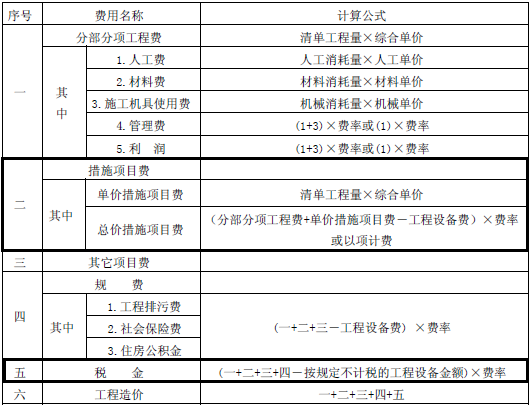 序号 费用名称 计算公式
一 分部分项工程费 清单工程量×综合单价
其中 1.人工费 人工消耗量×人工单价
2.材料费 材料消耗量×材料单价
3.施工机具使用费 机械消耗量×机械单价
4.管理费 (1+3)×费率或(1)×费率
5.利 润 (1+3)×费率或(1)×费率
二 措施项目费
其中 单价措施项目费 清单工程量×综合单价
总价措施项目费 (分部分项工程费+单价措施项目费-工程设备费)×费率
或以项计费
三 其它项目费
四 规 费
其中 1.工程排污费 (一+二+三-工程设备费) ×费率
2.社会保险费
3.住房公积金
五 税 金 (一+二+三+四-按规定不计税的工程设备金额)×费率
六 工程造价 一+二+三+四+五